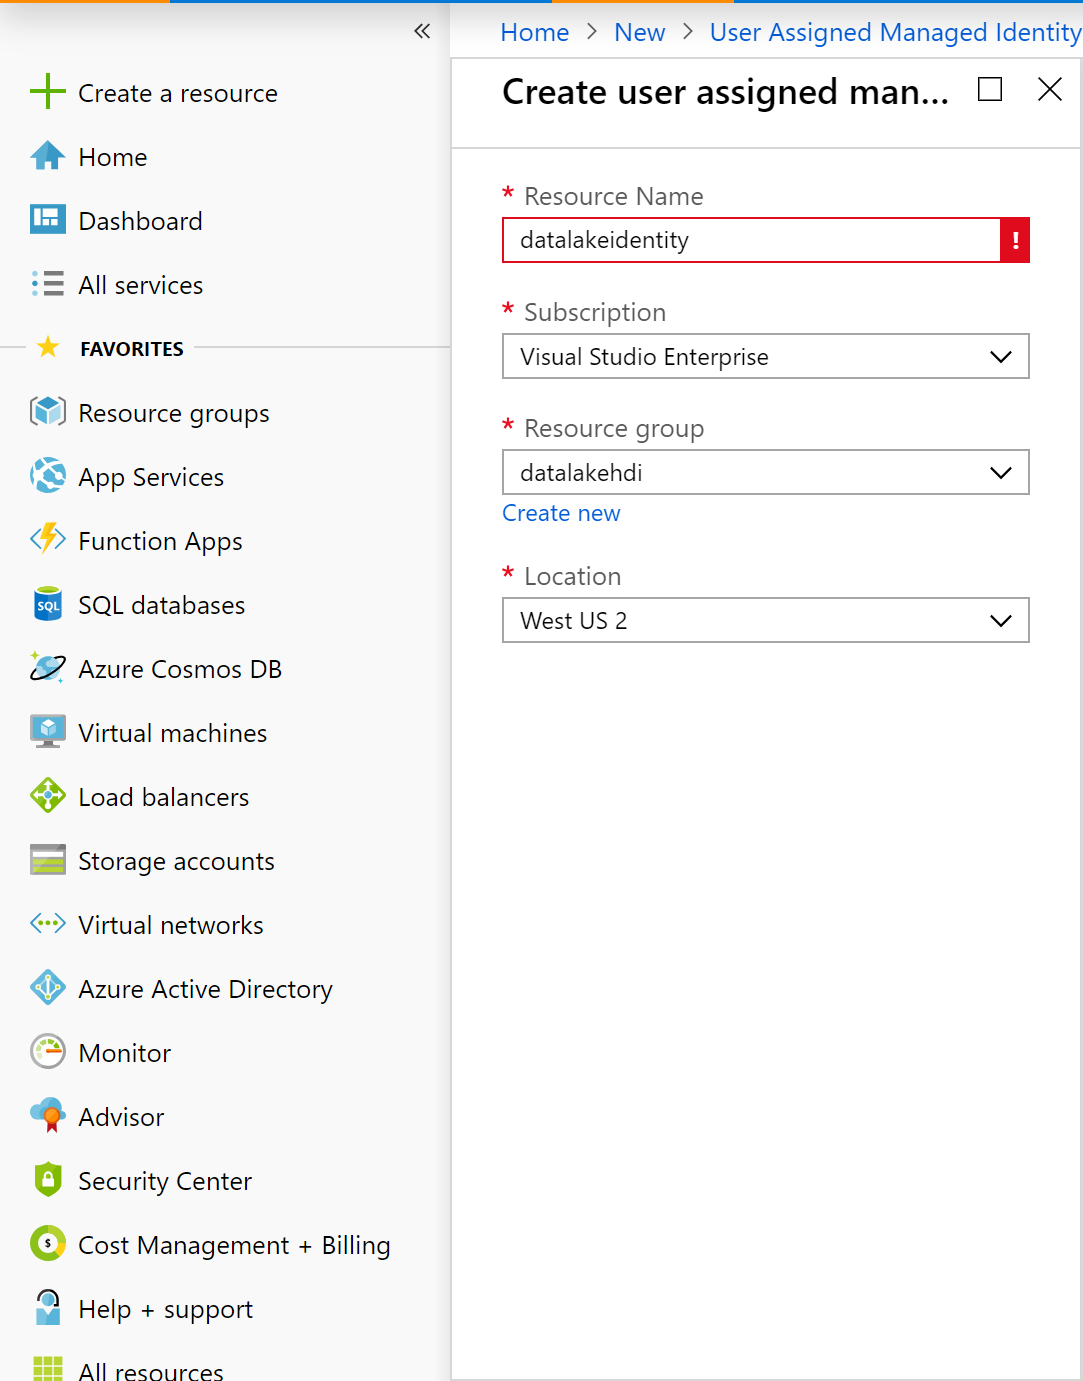 «
Create a resource
Home
Dashboard
All services
FAVORITES
Resource groups
App Services
Function Apps
SQL
SQL databases
Azure Cosmos DB
Virtual machines
Load balancers
Storage accounts
Virtual networks
Azure Active Directory
Monitor
Advisor
Security Center
$
Cost Management + Billing
Help + support
All resources
Home > New > User Assigned Managed Identity
Create user assigned man...
* Resource Name
datalakeidentity
!
* Subscription
Visual Studio Enterprise
* Resource group
datalakehdi
Create new
* Location
West US 2